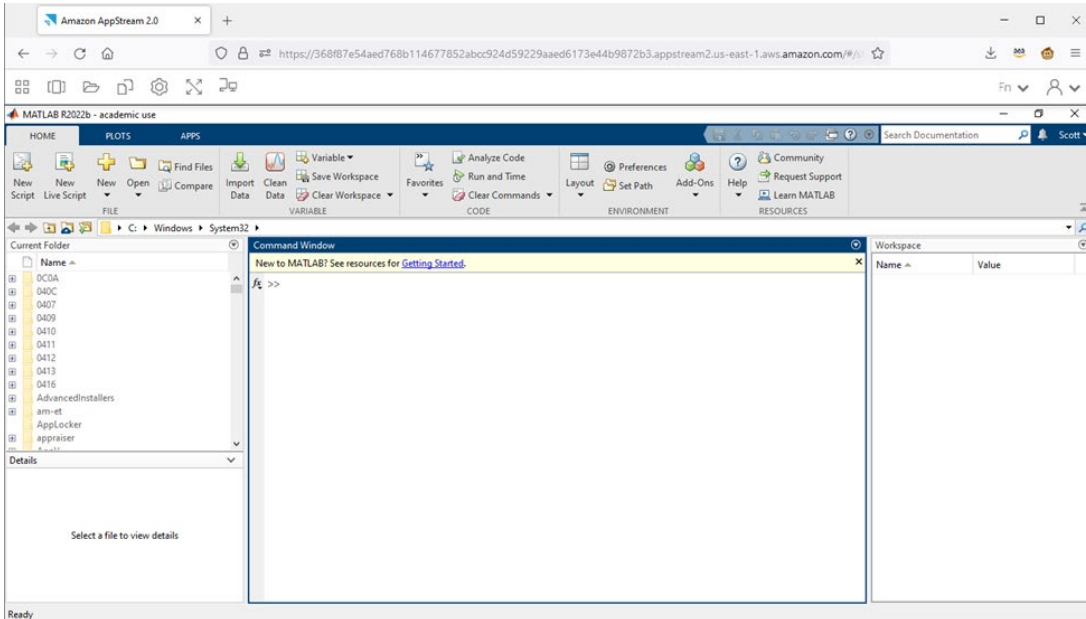 Amazon AppStream 2.0
https://368f87e54aed768b114677852abcc924d59229aaed6173e44b9872b3.appstream2.us-east-1.aws.amazon.com/#/s
Fn
MATLAB R2022b - academic use
HOME PLOTS APPS
Search Documentation
Scott
New Script
New Live Script
New
Open
Find Files
Compare
FILE
Import Data
Clean Data
Variable
Save Workspace
Clear Workspace
VARIABLE
Favorites
Analyze Code
Run and Time
Clear Commands
CODE
Layout
Preferences
Set Path
Add-Ons
ENVIRONMENT
Help
Community
Request Support
Learn MATLAB
RESOURCES
C: Windows System32
Current Folder
Name
0C0A
040C
0407
0409
0410
0411
0412
0413
0416
AdvancedInstallers
am-et
AppLocker
appraiser
Details
Select a file to view details
Command Window
New to MATLAB? See resources for Getting Started.
fx >>
Workspace
Name Value
Ready